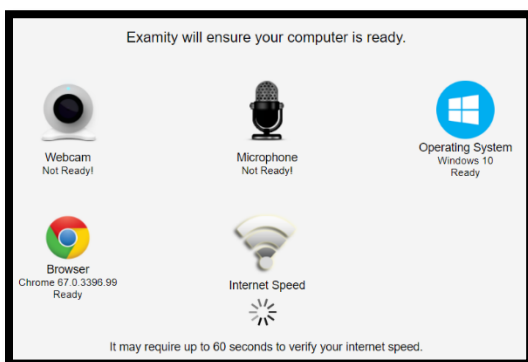 Examity will ensure your computer is ready.
Webcam
Not Ready!
Microphone
Not Ready!
Operating System
Windows 10
Ready
Browser
Chrome 67.0.3396.99
Ready
Internet Speed
It may require up to 60 seconds to verify your internet speed.